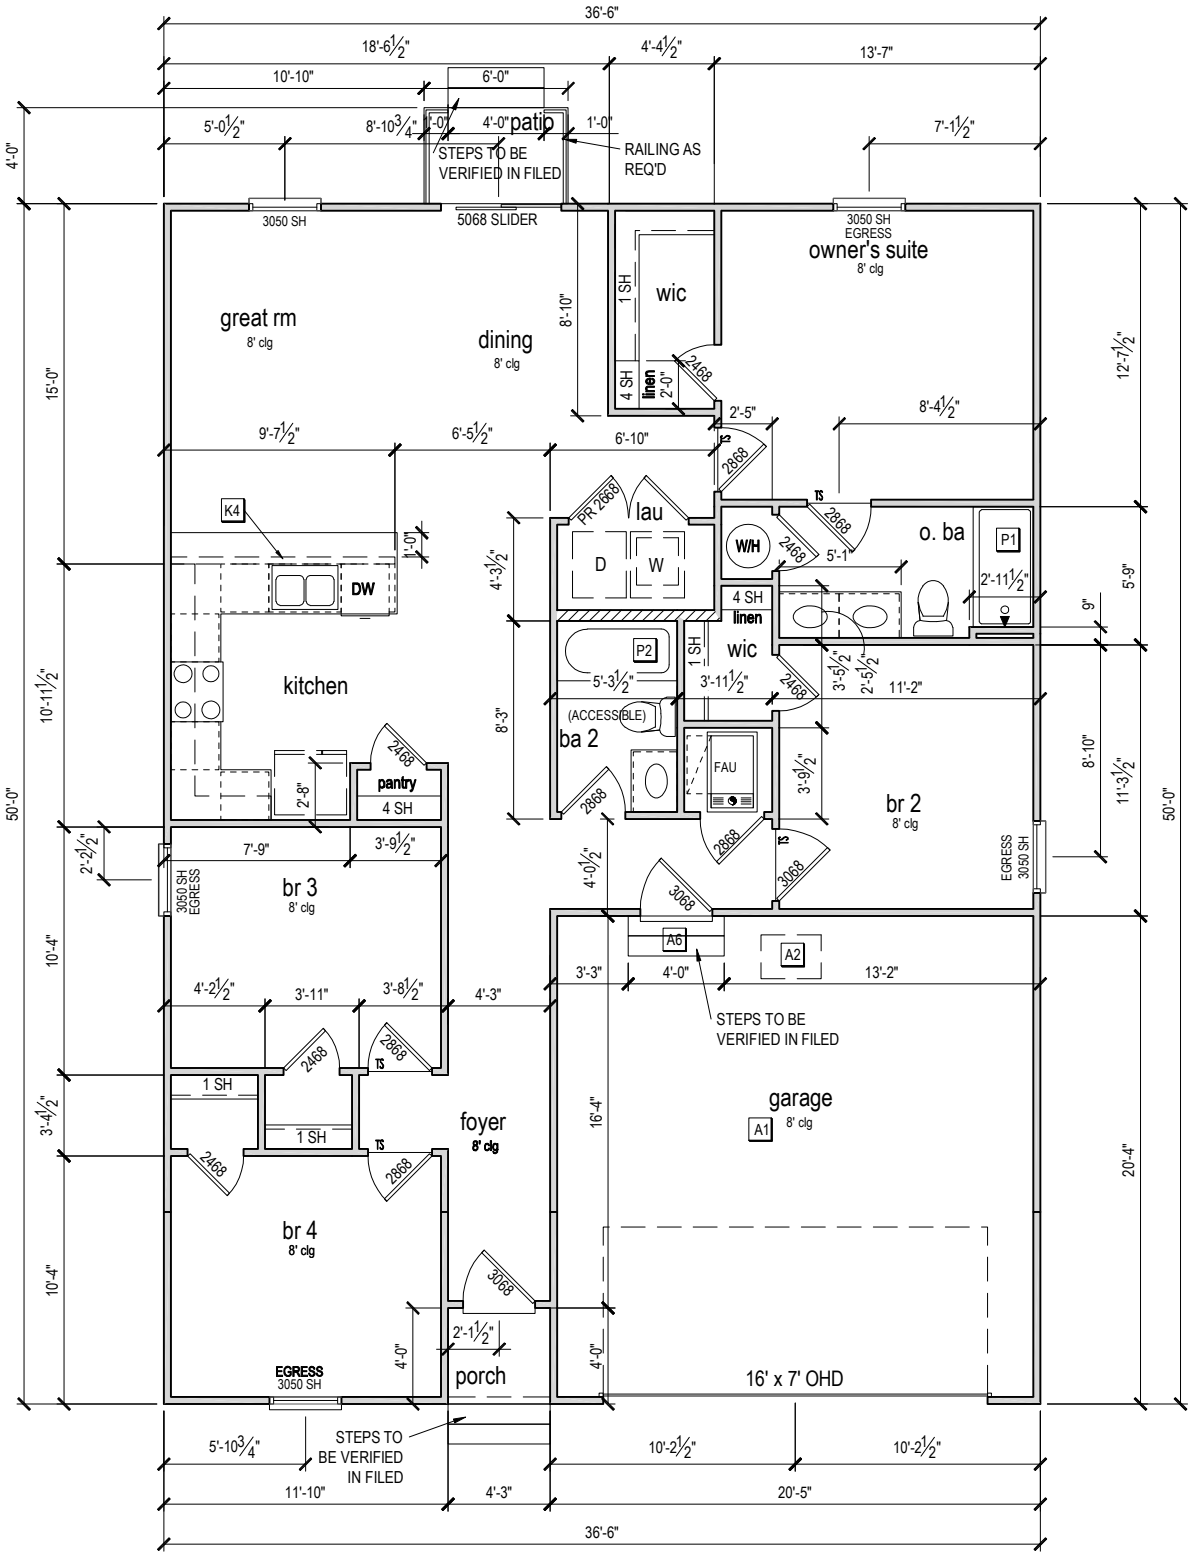 36'-6"
18'-6½"
4'-4½"
13'-7"
10'-10"
6'-0"
5'-0½"
8'-10¾"
1'-0"
4'-0"
patio
1'-0"
7'-1½"
4'-0"
STEPS TO BE
VERIFIED IN FILED
RAILING AS
REQ'D
3050 SH
5068 SLIDER
3050 SH
EGRESS
owner's suite
8' clg
1 SH
wic
great rm
8' clg
dining
8' clg
8'-10"
15'-0"
12'-7½"
4 SH
linen
2'-0"
2468
2'-5"
8'-4½"
9'-7½"
6'-5½"
6'-10"
TS
2868
K4
PR 2668
lau
TS
2868
1'-0"
4'-3½"
D
W
W/H
2468
5'-1"
o. ba
P1
2'-11½"
5'-9"
9"
DW
4 SH
linen
P2
1 SH
wic
2468
3'-5½"
2'-5½"
10'-11½"
kitchen
5'-3½"
3'-11½"
11'-2"
8'-3"
(ACCESSIBLE)
ba 2
2468
pantry
4 SH
2'-8"
FAU
3'-9½"
8'-10"
11'-3½"
50'-0"
50'-0"
2868
br 2
8' clg
2'-2½"
7'-9"
3'-9½"
2868
TS
3068
EGRESS
3050 SH
3050 SH
EGRESS
br 3
8' clg
4'-0½"
3068
A6
A2
10'-4"
4'-2½"
3'-11"
3'-8½"
4'-3"
3'-3"
4'-0"
13'-2"
STEPS TO BE
VERIFIED IN FILED
2468
2868
TS
1 SH
3'-4½"
1 SH
foyer
8' clg
16'-4"
garage
8' clg
A1
TS
2468
2868
20'-4"
br 4
8' clg
10'-4"
3068
2'-1½"
4'-0"
porch
4'-0"
EGRESS
3050 SH
16' x 7' OHD
5'-10¾"
STEPS TO
BE VERIFIED
IN FILED
10'-2½"
10'-2½"
11'-10"
4'-3"
20'-5"
36'-6"